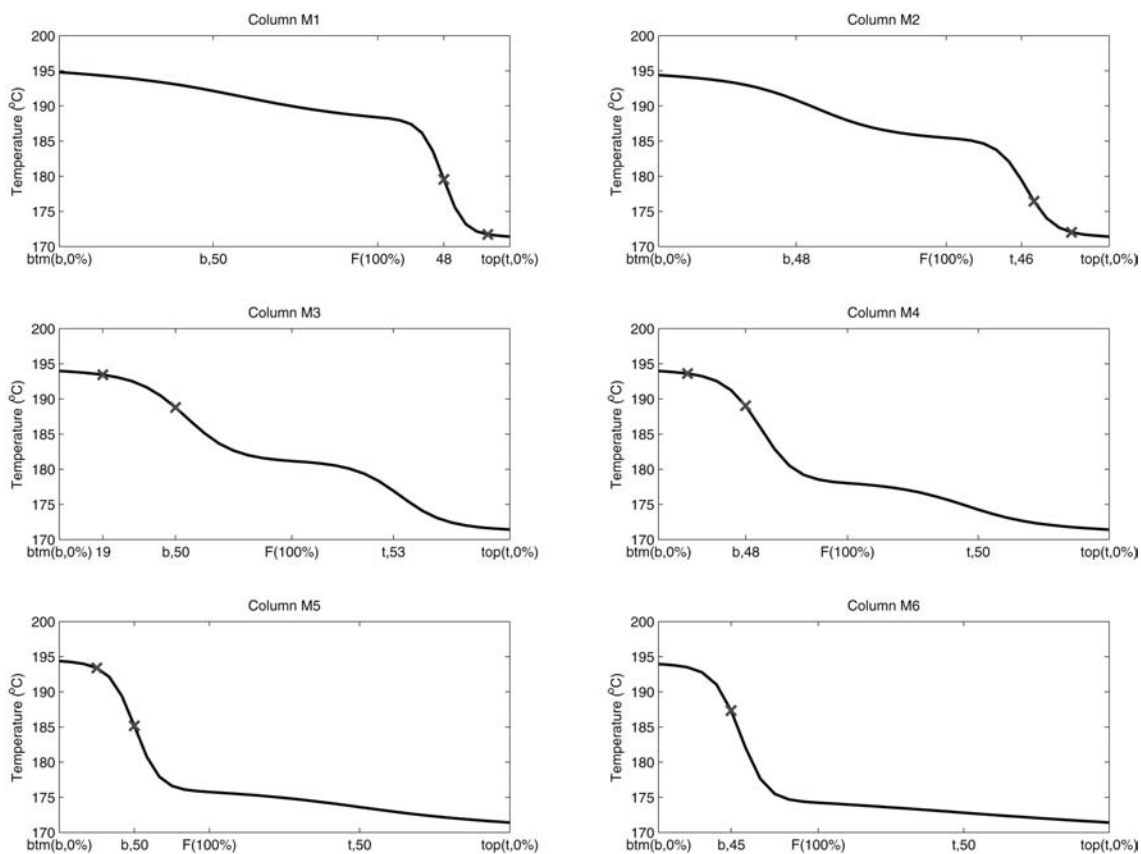 Column M1
Temperature (°C)
200
195
190
185
180
175
170
btm(b,0%) b,50 F(100%) 48 top(t,0%)
Column M2
Temperature (°C)
200
195
190
185
180
175
170
btm(b,0%) b,48 F(100%) t,46 top(t,0%)
Column M3
Temperature (°C)
200
195
190
185
180
175
170
btm(b,0%) 19 b,50 F(100%) t,53 top(t,0%)
Column M4
Temperature (°C)
200
195
190
185
180
175
170
btm(b,0%) b,48 F(100%) t,50 top(t,0%)
Column M5
Temperature (°C)
200
195
190
185
180
175
170
btm(b,0%) b,50 F(100%) t,50 top(t,0%)
Column M6
Temperature (°C)
200
195
190
185
180
175
170
btm(b,0%) b,45 F(100%) t,50 top(t,0%)